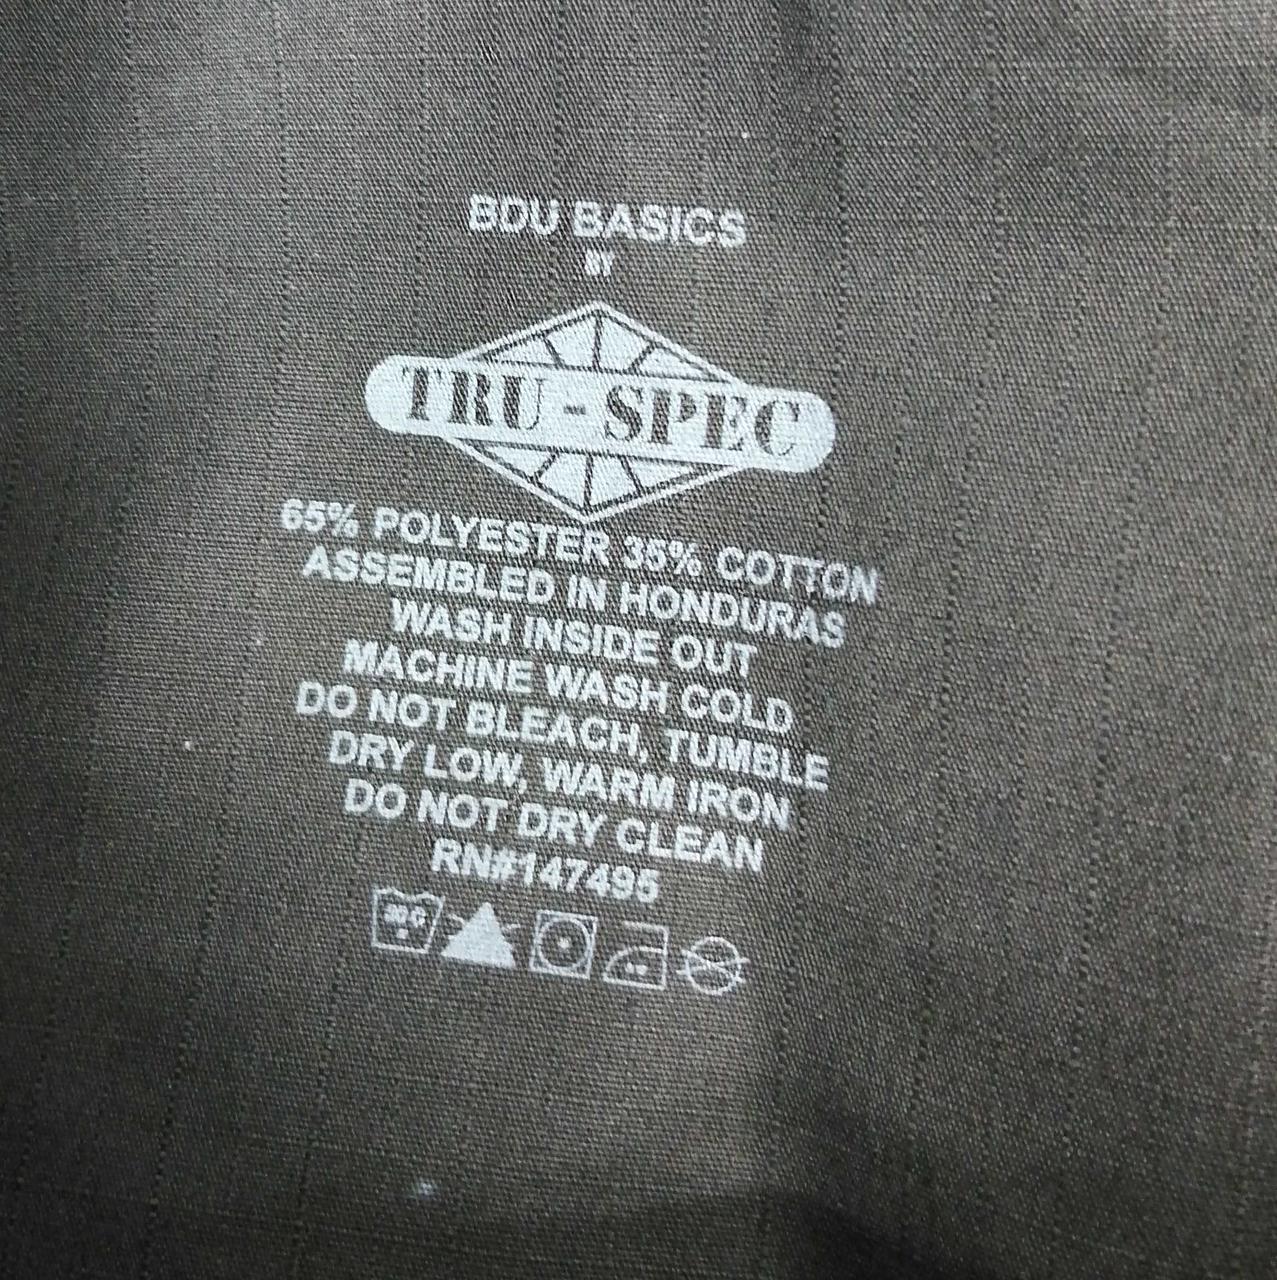 BDU BASICS
BY
TRU-SPEC
65% POLYESTER 35% COTTON
ASSEMBLED IN HONDURAS
WASH INSIDE OUT
MACHINE WASH COLD
DO NOT BLEACH, TUMBLE
DRY LOW, WARM IRON
DO NOT DRY CLEAN
RN#147495